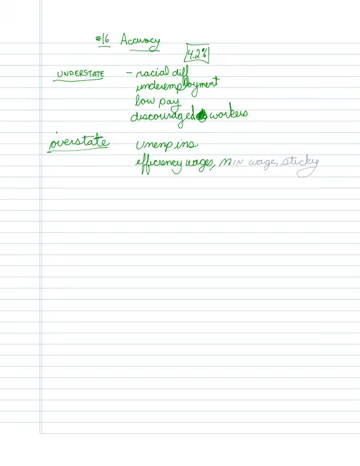 #16 Accuracy
4.2%
UNDERSTATE - racial diff
underemployment
low pay
discouraged workers
overstate unemp ins
efficiency wages, MIN wage, sticky